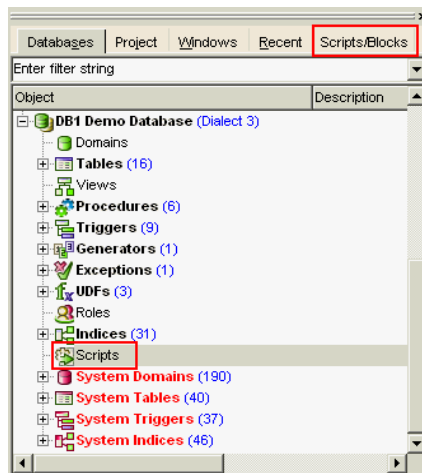 Databases Project Windows Recent Scripts/Blocks
Enter filter string
Object Description
DB1 Demo Database (Dialect 3)
Domains
Tables (16)
Views
Procedures (6)
Triggers (9)
Generators (1)
Exceptions (1)
UDFs (3)
Roles
Indices (31)
Scripts
System Domains (190)
System Tables (40)
System Triggers (37)
System Indices (46)